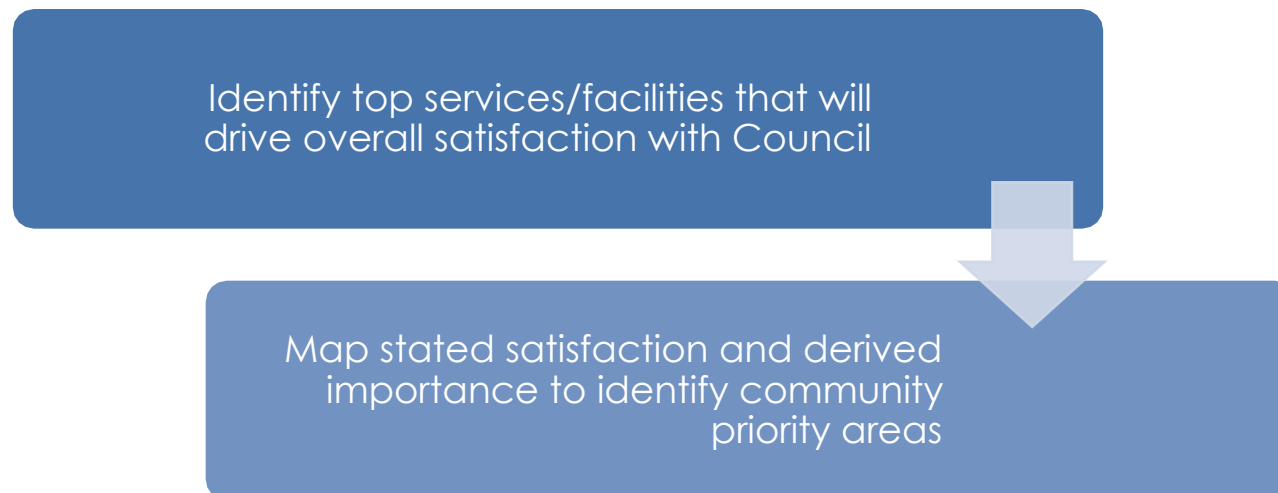 Identify top services/facilities that will
drive overall satisfaction with Council
Map stated satisfaction and derived
importance to identify community
priority areas